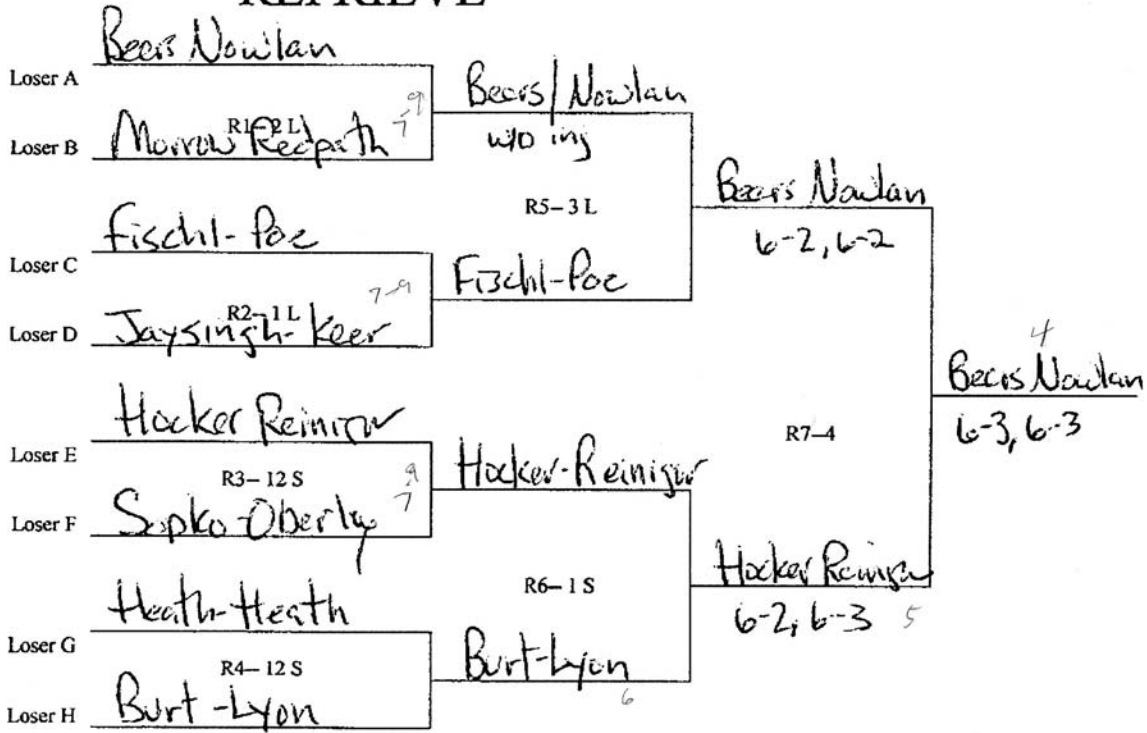 REPRIEVE
Beers Nowlan
Loser A
Beers/Nowlan
R1–2 L
7-9
w/o inj
Loser B
Morrow Redpath
Beers Nowlan
R5–3 L
6-2, 6-2
Fischl-Poe
Loser C
Fischl-Poe
7-9
R2–1 L
Loser D
Jaysingh-Keer
4
Beers Nowlan
Hocker Reiniger
R7–4
6-3, 6-3
Loser E
Hocker-Reiniger
R3–12 S
7-9
Loser F
Sopko-Oberly
Hocker Reiniger
R6–1 S
6-2, 6-3
5
Heath-Heath
Loser G
Burt-Lyon
R4–12 S
6
Loser H
Burt-Lyon